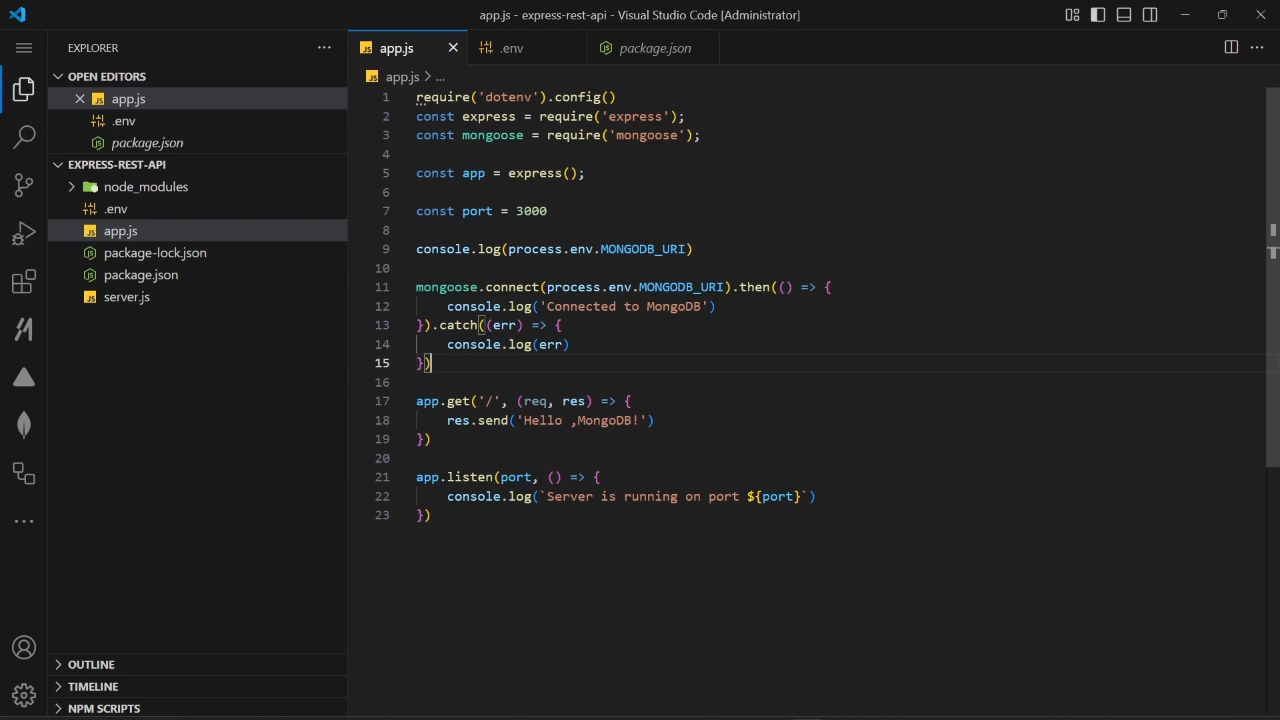 app.js - express-rest-api - Visual Studio Code [Administrator]
EXPLORER
OPEN EDITORS
app.js
.env
package.json
EXPRESS-REST-API
node_modules
.env
app.js
package-lock.json
package.json
server.js
OUTLINE
TIMELINE
NPM SCRIPTS
app.js
.env
package.json
app.js > ...
1 require('dotenv').config()
2 const express = require('express');
3 const mongoose = require('mongoose');
4
5 const app = express();
6
7 const port = 3000
8
9 console.log(process.env.MONGODB_URI)
10
11 mongoose.connect(process.env.MONGODB_URI).then(() => {
12     console.log('Connected to MongoDB')
13 }).catch((err) => {
14     console.log(err)
15 })
16
17 app.get('/', (req, res) => {
18     res.send('Hello ,MongoDB!')
19 })
20
21 app.listen(port, () => {
22     console.log(`Server is running on port ${port}`)
23 })